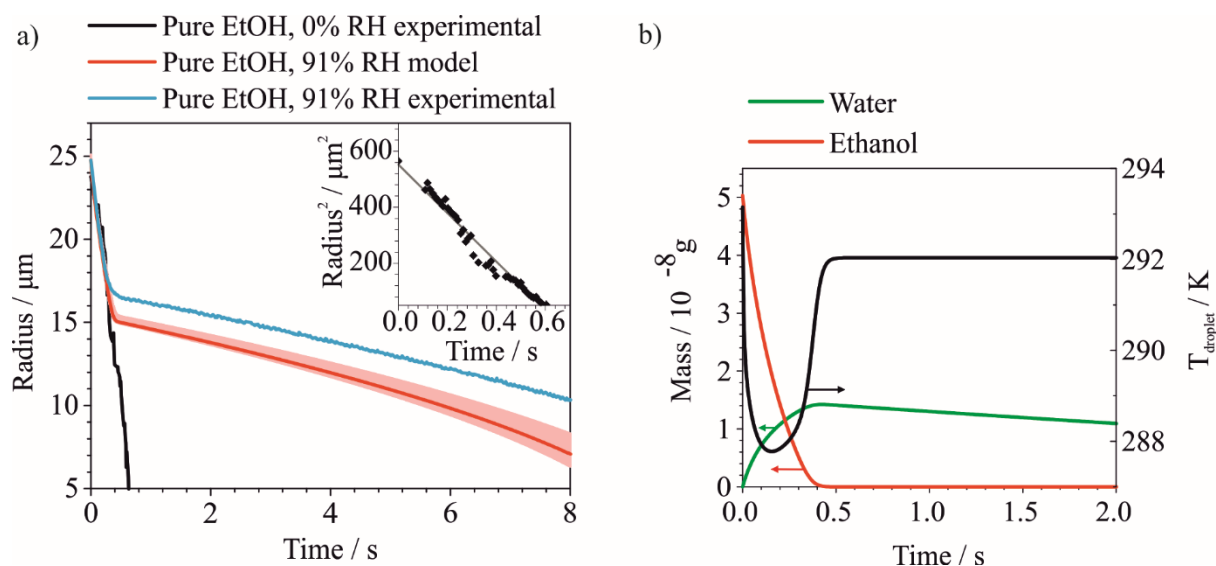 a)
Pure EtOH, 0% RH experimental
Pure EtOH, 91% RH model
Pure EtOH, 91% RH experimental
25
20
15
10
5
Radius / μm
0
2
4
6
8
Time / s
600
400
200
Radius² / μm²
0.0
0.2
0.4
0.6
Time / s
b)
Water
Ethanol
5
4
3
2
1
0
Mass / 10 ⁻⁸g
294
292
290
288
T droplet / K
0.0
0.5
1.0
1.5
2.0
Time / s